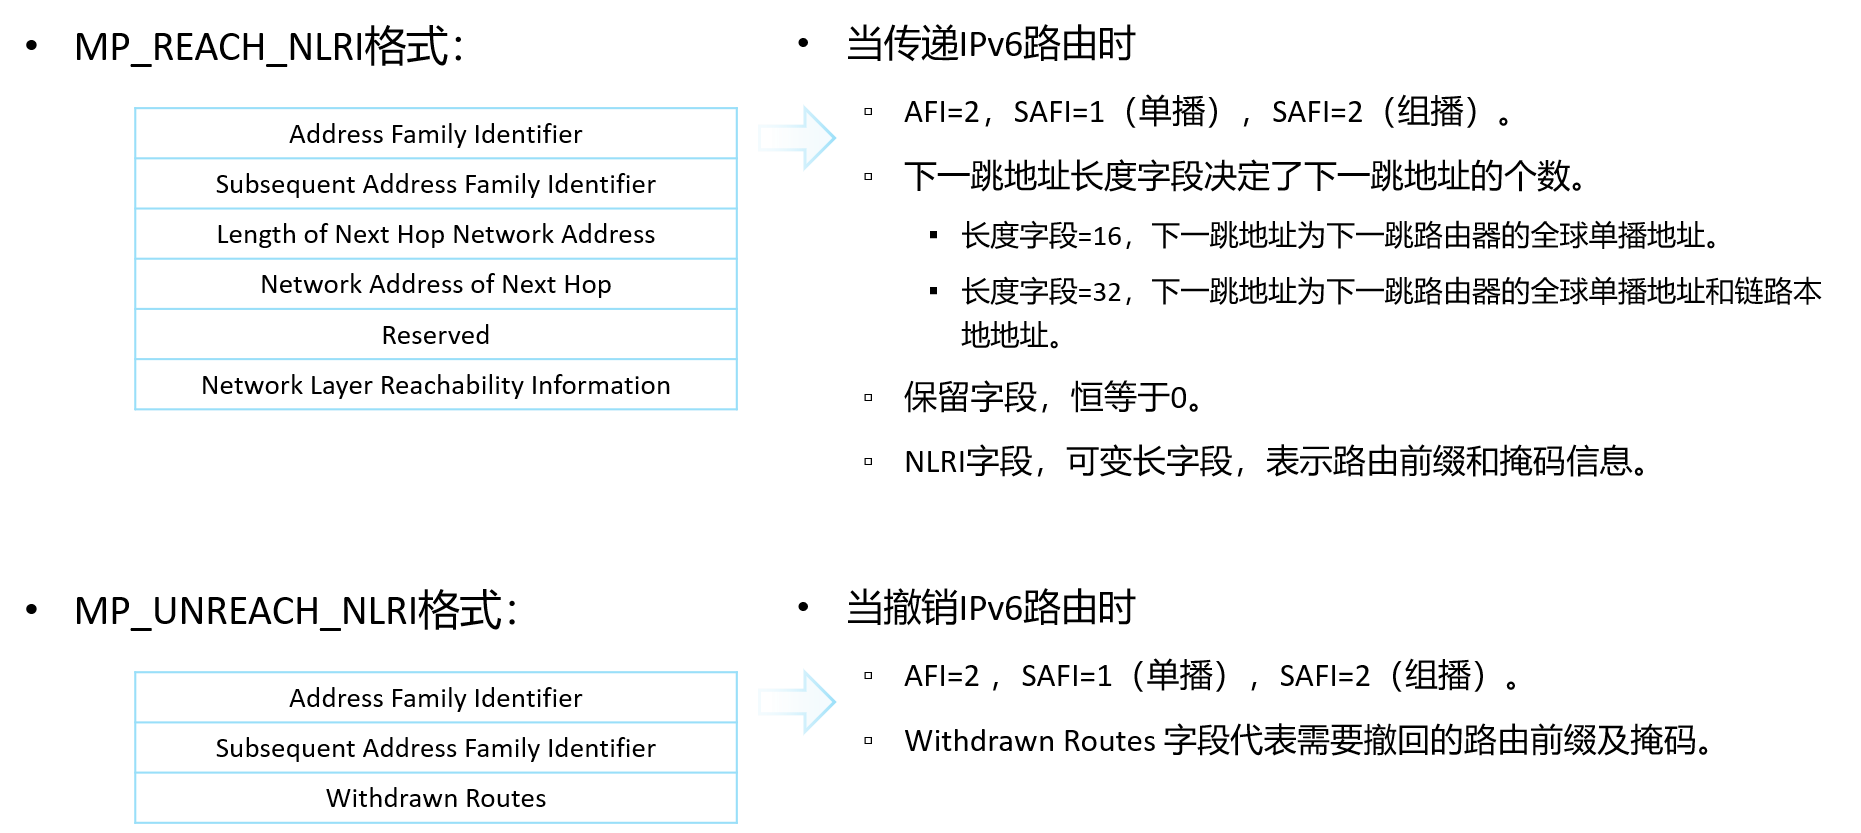 • MP_REACH_NLRI格式：
Address Family Identifier
Subsequent Address Family Identifier
Length of Next Hop Network Address
Network Address of Next Hop
Reserved
Network Layer Reachability Information
• 当传递IPv6路由时
▫ AFI=2，SAFI=1（单播），SAFI=2（组播）。
▫ 下一跳地址长度字段决定了下一跳地址的个数。
▪ 长度字段=16，下一跳地址为下一跳路由器的全球单播地址。
▪ 长度字段=32，下一跳地址为下一跳路由器的全球单播地址和链路本
地地址。
▫ 保留字段，恒等于0。
▫ NLRI字段，可变长字段，表示路由前缀和掩码信息。
• MP_UNREACH_NLRI格式：
Address Family Identifier
Subsequent Address Family Identifier
Withdrawn Routes
• 当撤销IPv6路由时
▫ AFI=2 ，SAFI=1（单播），SAFI=2（组播）。
▫ Withdrawn Routes 字段代表需要撤回的路由前缀及掩码。